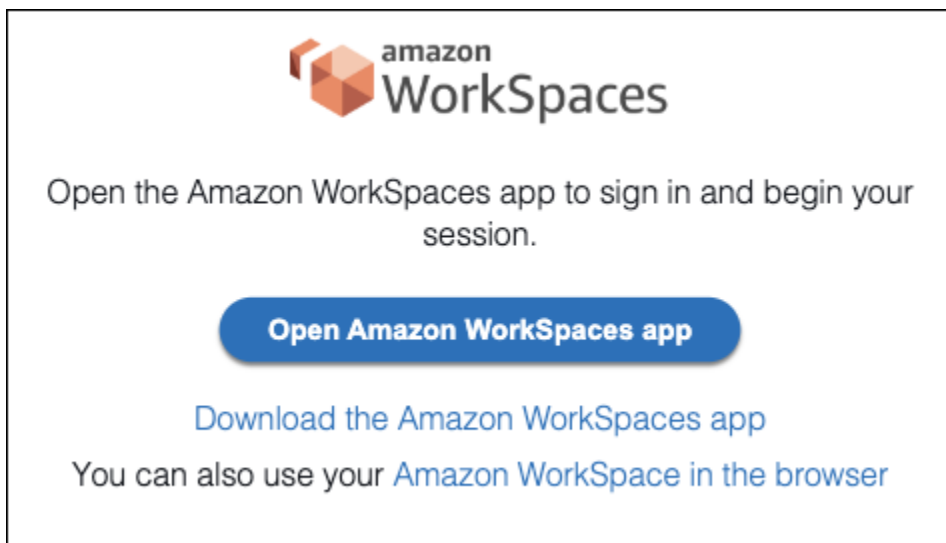 amazon
WorkSpaces
Open the Amazon WorkSpaces app to sign in and begin your
session.
Open Amazon WorkSpaces app
Download the Amazon WorkSpaces app
You can also use your Amazon WorkSpace in the browser